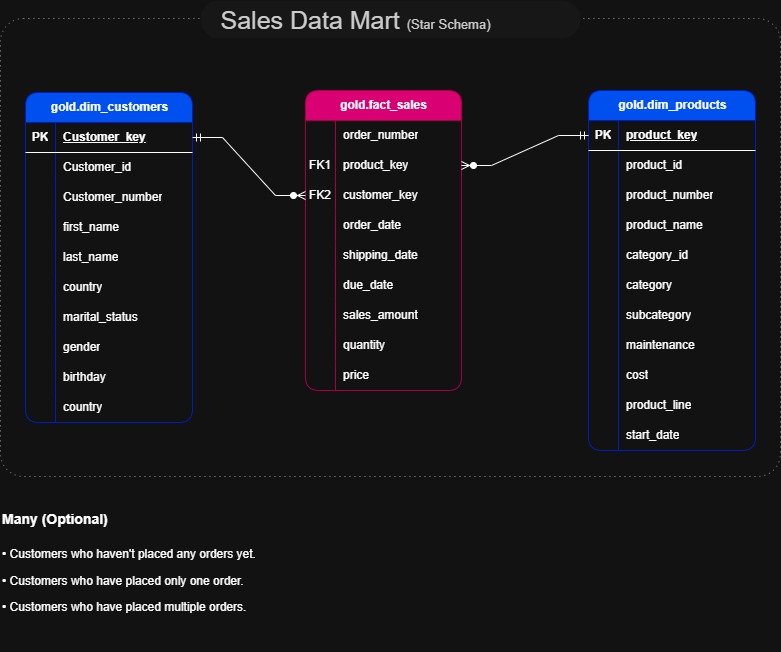 Sales Data Mart (Star Schema)
gold.dim_customers
PK Customer_key
Customer_id
Customer_number
first_name
last_name
country
marital_status
gender
birthday
country
gold.fact_sales
order_number
FK1 product_key
FK2 customer_key
order_date
shipping_date
due_date
sales_amount
quantity
price
gold.dim_products
PK product_key
product_id
product_number
product_name
category_id
category
subcategory
maintenance
cost
product_line
start_date
Many (Optional)
• Customers who haven't placed any orders yet.
• Customers who have placed only one order.
• Customers who have placed multiple orders.